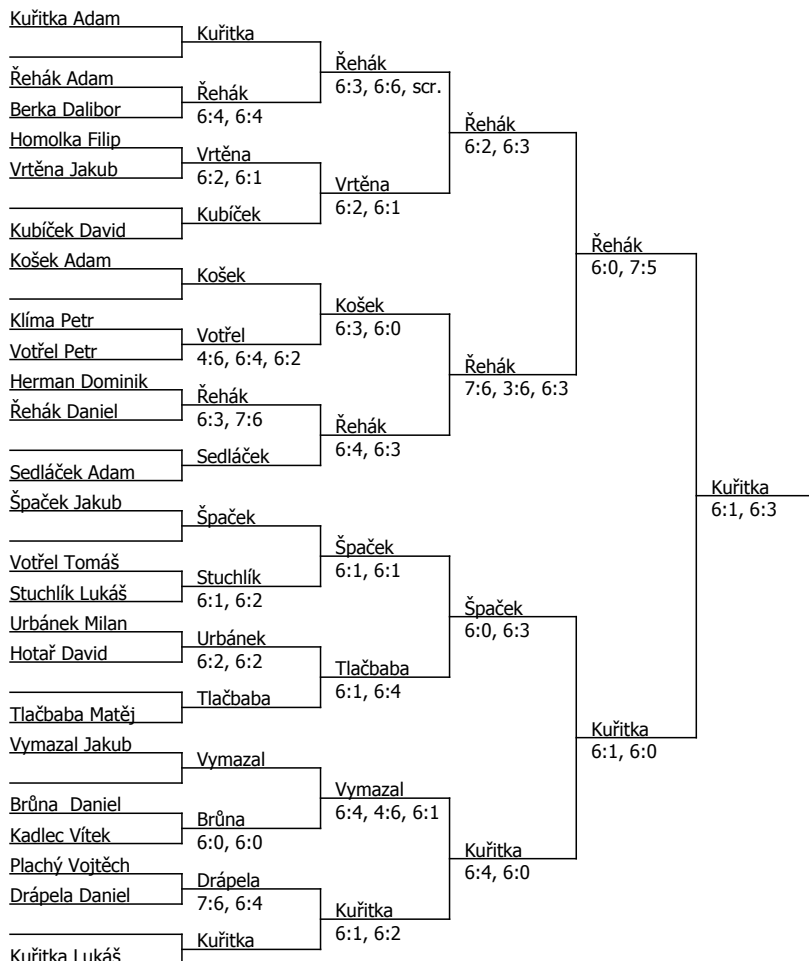 Kuřitka Adam
Řehák Adam
Berka Dalibor
Homolka Filip
Vrtěna Jakub
Kubíček David
Košek Adam
Klíma Petr
Votřel Petr
Herman Dominik
Řehák Daniel
Sedláček Adam
Špaček Jakub
Votřel Tomáš
Stuchlík Lukáš
Urbánek Milan
Hotař David
Tlačbaba Matěj
Vymazal Jakub
Brůna  Daniel
Kadlec Vítek
Plachý Vojtěch
Drápela Daniel
Kuřitka Lukáš
Kuřitka
Řehák
6:4, 6:4
Vrtěna
6:2, 6:1
Kubíček
Košek
Votřel
4:6, 6:4, 6:2
Řehák
6:3, 7:6
Sedláček
Špaček
Stuchlík
6:1, 6:2
Urbánek
6:2, 6:2
Tlačbaba
Vymazal
Brůna
6:0, 6:0
Drápela
7:6, 6:4
Kuřitka
Řehák
6:3, 6:6, scr.
Vrtěna
6:2, 6:1
Košek
6:3, 6:0
Řehák
6:4, 6:3
Špaček
6:1, 6:1
Tlačbaba
6:1, 6:4
Vymazal
6:4, 4:6, 6:1
Kuřitka
6:1, 6:2
Řehák
6:2, 6:3
Řehák
7:6, 3:6, 6:3
Špaček
6:0, 6:3
Kuřitka
6:4, 6:0
Řehák
6:0, 7:5
Kuřitka
6:1, 6:0
Kuřitka
6:1, 6:3